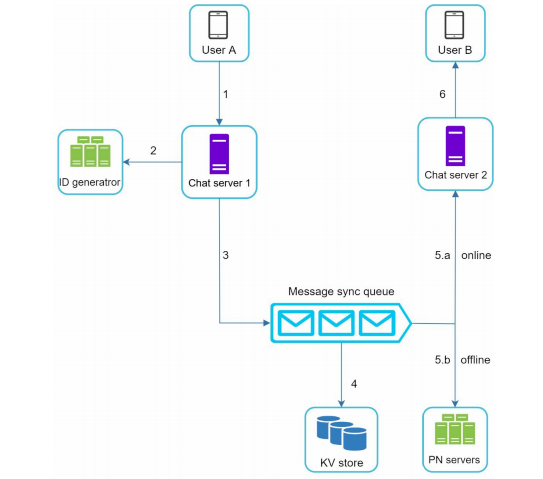 User A
User B
1
6
2
ID generatror
Chat server 1
Chat server 2
3
5.a online
Message sync queue
5.b offline
4
KV store
PN servers